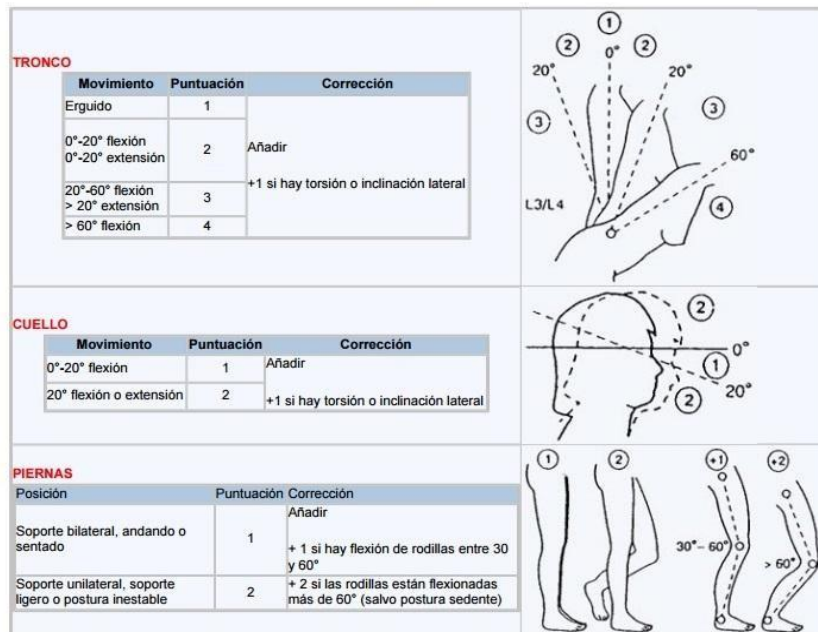 TRONCO
Movimiento Puntuación Corrección
Erguido 1
0°-20° flexión
0°-20° extensión 2
Añadir
+1 si hay torsión o inclinación lateral
20°-60° flexión
> 20° extensión 3
> 60° flexión 4
1
2 0° 2
20° 20°
3 3
60°
L3/L4 4
CUELLO
Movimiento Puntuación Corrección
0°-20° flexión 1
Añadir
20° flexión o extensión 2
+1 si hay torsión o inclinación lateral
2
0°
1
20°
2
PIERNAS
Posición Puntuación Corrección
Soporte bilateral, andando o
sentado 1
Añadir
+ 1 si hay flexión de rodillas entre 30
y 60°
Soporte unilateral, soporte
ligero o postura inestable 2
+ 2 si las rodillas están flexionadas
más de 60° (salvo postura sedente)
1 2 +1 +2
30°– 60° > 60°